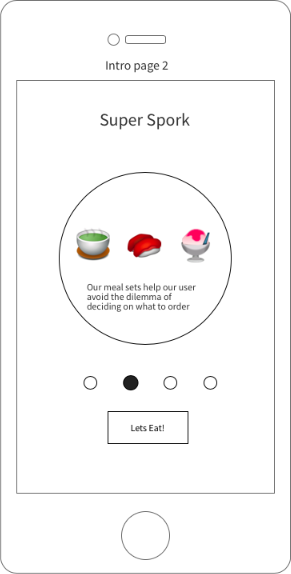 Intro page 2
Super Spork
Our meal sets help our user
avoid the dilemma of
deciding on what to order
Lets Eat!